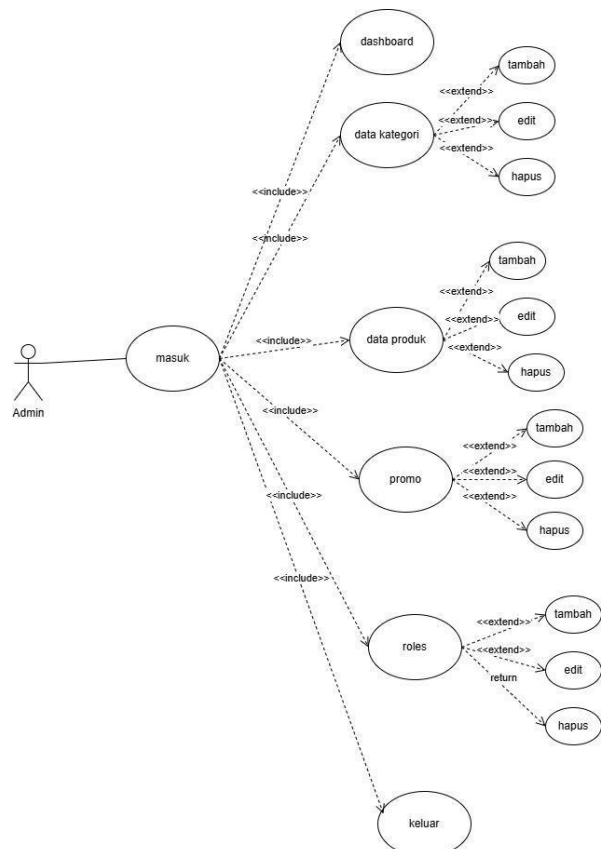 dashboard
tambah
<<extend>>
data kategori
<<extend>>
edit
<<extend>>
hapus
<<include>>
<<include>>
tambah
<<extend>>
edit
<<include>>
data produk
<<extend>>
masuk
<<extend>>
hapus
Admin
<<include>>
tambah
<<extend>>
promo
<<extend>>
edit
<<extend>>
hapus
<<include>>
<<include>>
tambah
<<extend>>
roles
<<extend>>
edit
return
hapus
keluar